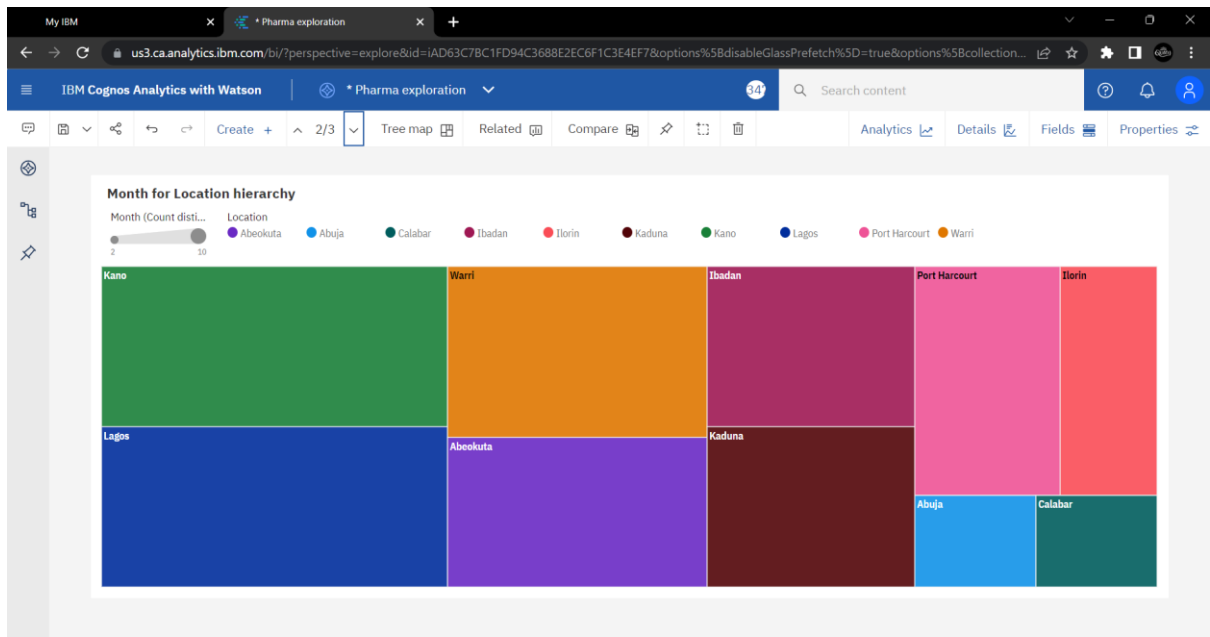 My IBM
* Pharma exploration
us3.ca.analytics.ibm.com/bi/?perspective=explore&id=iAD63C7BC1FD94C3688E2EC6F1C3E4EF7&options%5BdisableGlassPrefetch%5D=true&options%5Bcollection...
IBM Cognos Analytics with Watson
* Pharma exploration
Search content
Create +
2/3
Tree map
Related
Compare
Analytics
Details
Fields
Properties
Month for Location hierarchy
Month (Count disti... Location
Abeokuta Abuja Calabar Ibadan Ilorin Kaduna Kano Lagos Port Harcourt Warri
2 10
Kano Warri Ibadan Port Harcourt Ilorin
Lagos Abeokuta Kaduna
Abuja Calabar